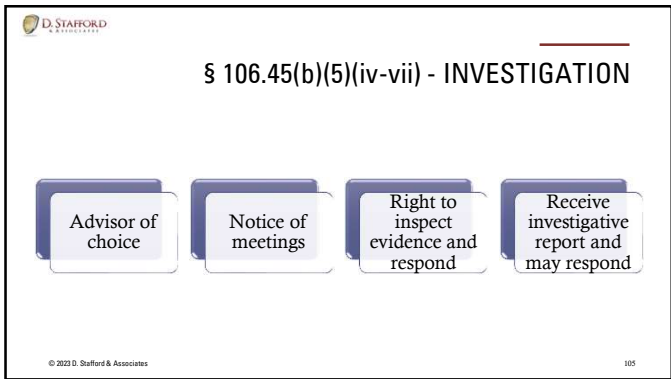 D. STAFFORD
& ASSOCIATES
§ 106.45(b)(5)(iv-vii) - INVESTIGATION
Advisor of
choice
Notice of
meetings
Right to
inspect
evidence and
respond
Receive
investigative
report and
may respond
© 2023 D. Stafford & Associates
105